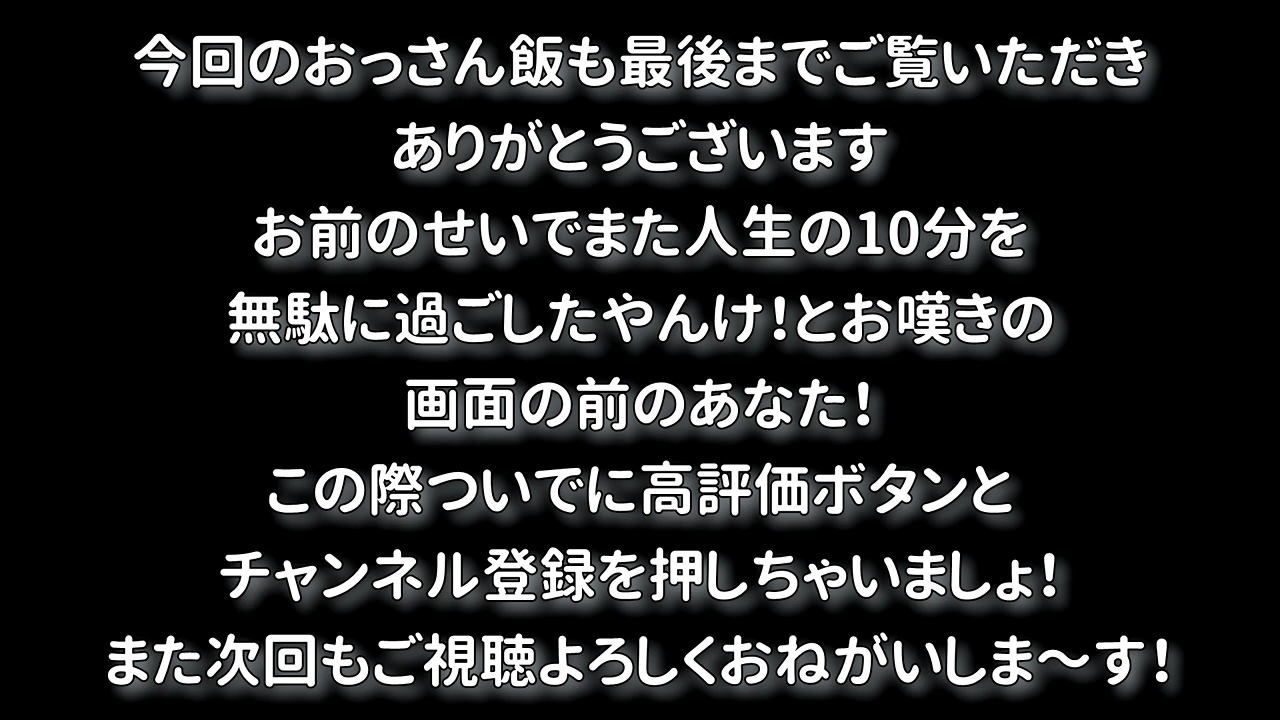 今回のおっさん飯も最後までご覧いただき
ありがとうございます
お前のせいでまた人生の10分を
無駄に過ごしたやんけ！とお嘆きの
画面の前のあなた！
この際ついでに高評価ボタンと
チャンネル登録を押しちゃいましょ！
また次回もご視聴よろしくおねがいしま〜す！